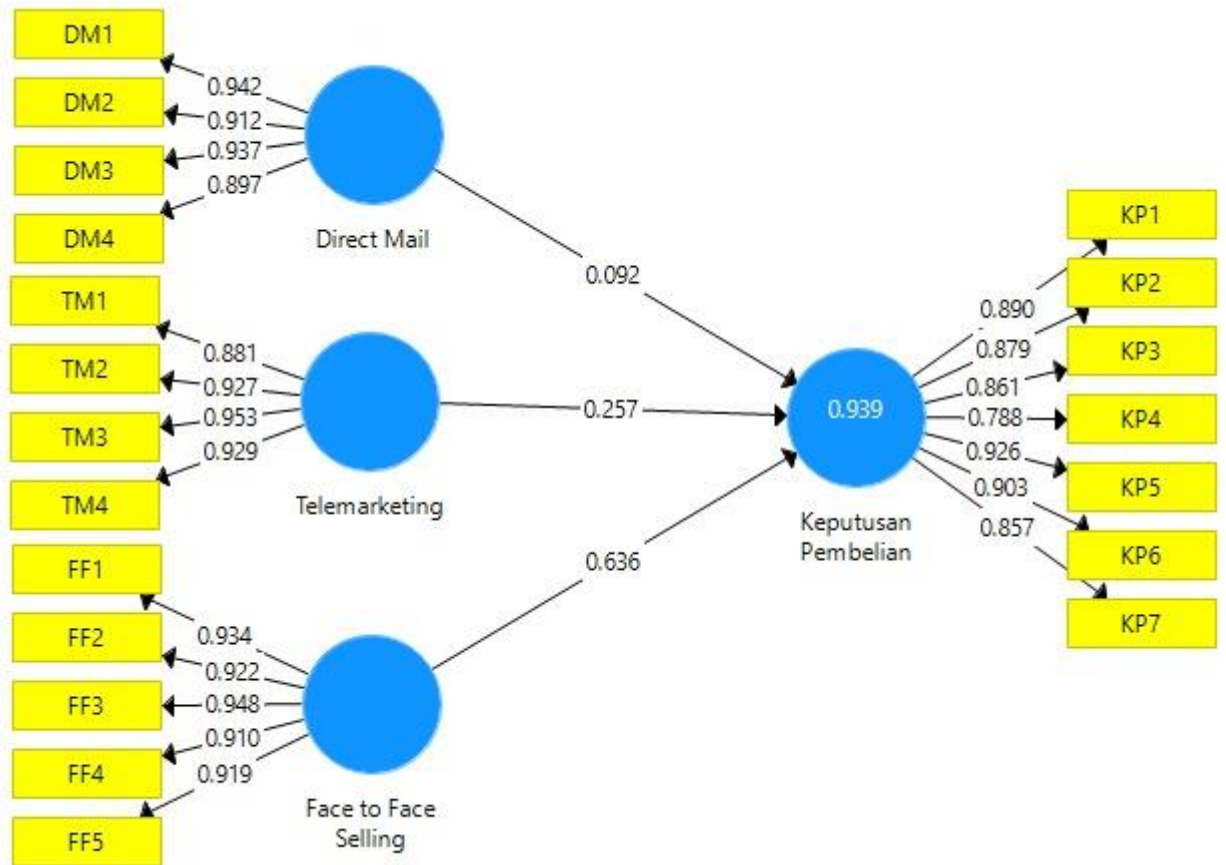 DM1
DM2
DM3
DM4
0.942
0.912
0.937
0.897
Direct Mail
TM1
TM2
TM3
TM4
0.881
0.927
0.953
0.929
Telemarketing
FF1
FF2
FF3
FF4
FF5
0.934
0.922
0.948
0.910
0.919
Face to Face
Selling
0.092
0.257
0.636
0.939
Keputusan
Pembelian
0.890
0.879
0.861
0.788
0.926
0.903
0.857
KP1
KP2
KP3
KP4
KP5
KP6
KP7